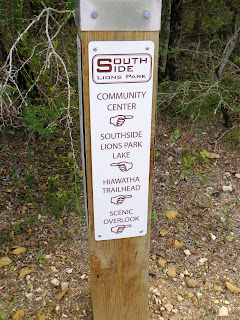 SOUTH
SIDE
LIONS PARK
COMMUNITY
CENTER
SOUTHSIDE
LIONS PARK
LAKE
HIAWATHA
TRAILHEAD
SCENIC
OVERLOOK